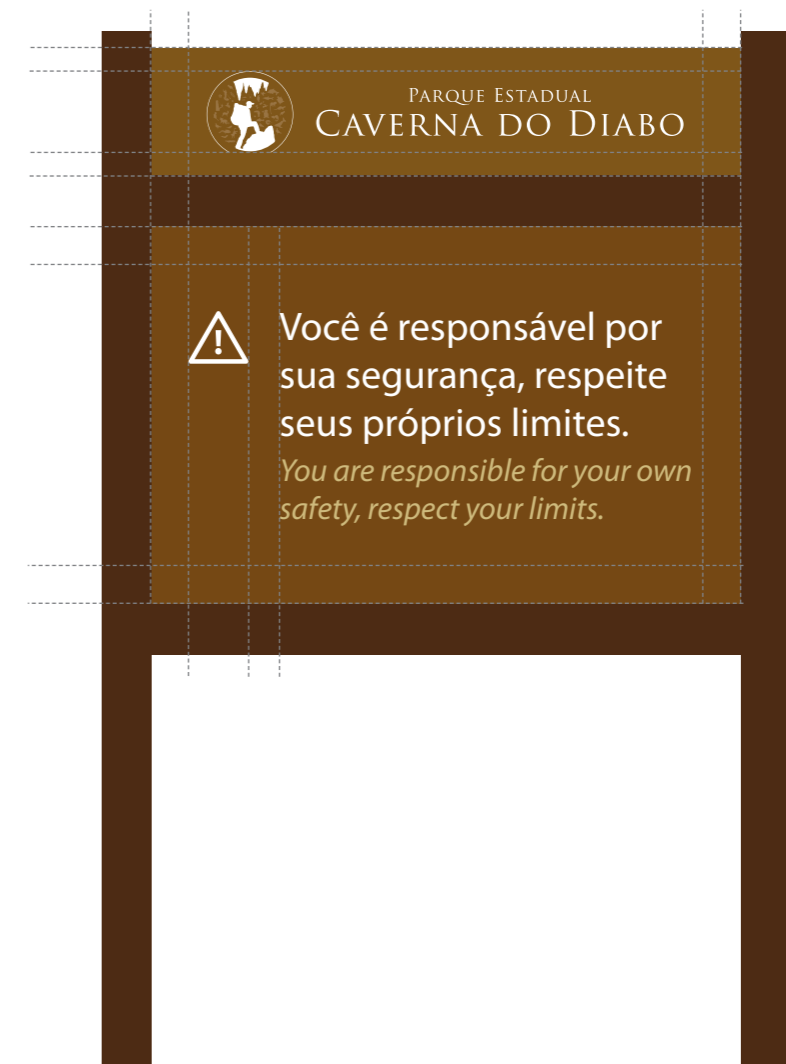 Parque Estadual
Caverna do Diabo
Você é responsável por
sua segurança, respeite
seus próprios limites.
You are responsible for your own
safety, respect your limits.